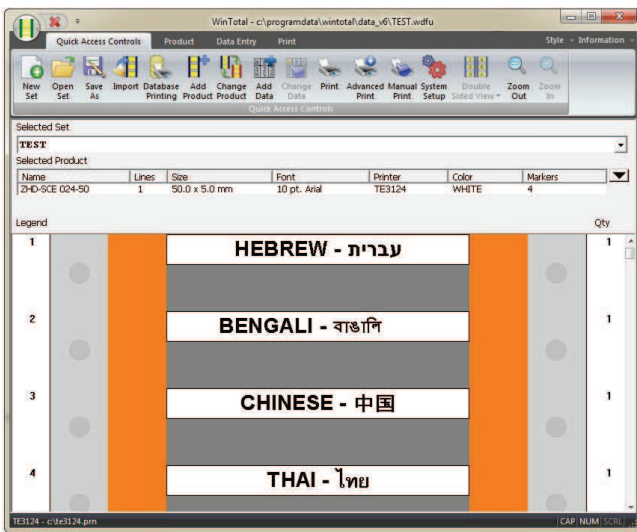 WinTotal - c:\programdata\wintotal\data_v6\TEST.wdfu
Quick Access Controls Product Data Entry Print Style Information
New Set Open Set Save As Import Database Printing Add Product Change Product Add Data Change Data Print Advanced Print Manual Print System Setup Double Sided View Zoom Out Zoom In
Quick Access Controls
Selected Set
TEST
Selected Product
Name Lines Size Font Printer Color Markers
ZHD-SCE 024-50 1 50.0 x 5.0 mm 10 pt. Arial TE3124 WHITE 4
Legend Qty
1 HEBREW - עברית 1
2 BENGALI - বাঙালি 1
3 CHINESE - 中国 1
4 THAI - ไทย 1
TE3124 - c:\te3124.prn CAP NUM SCRL